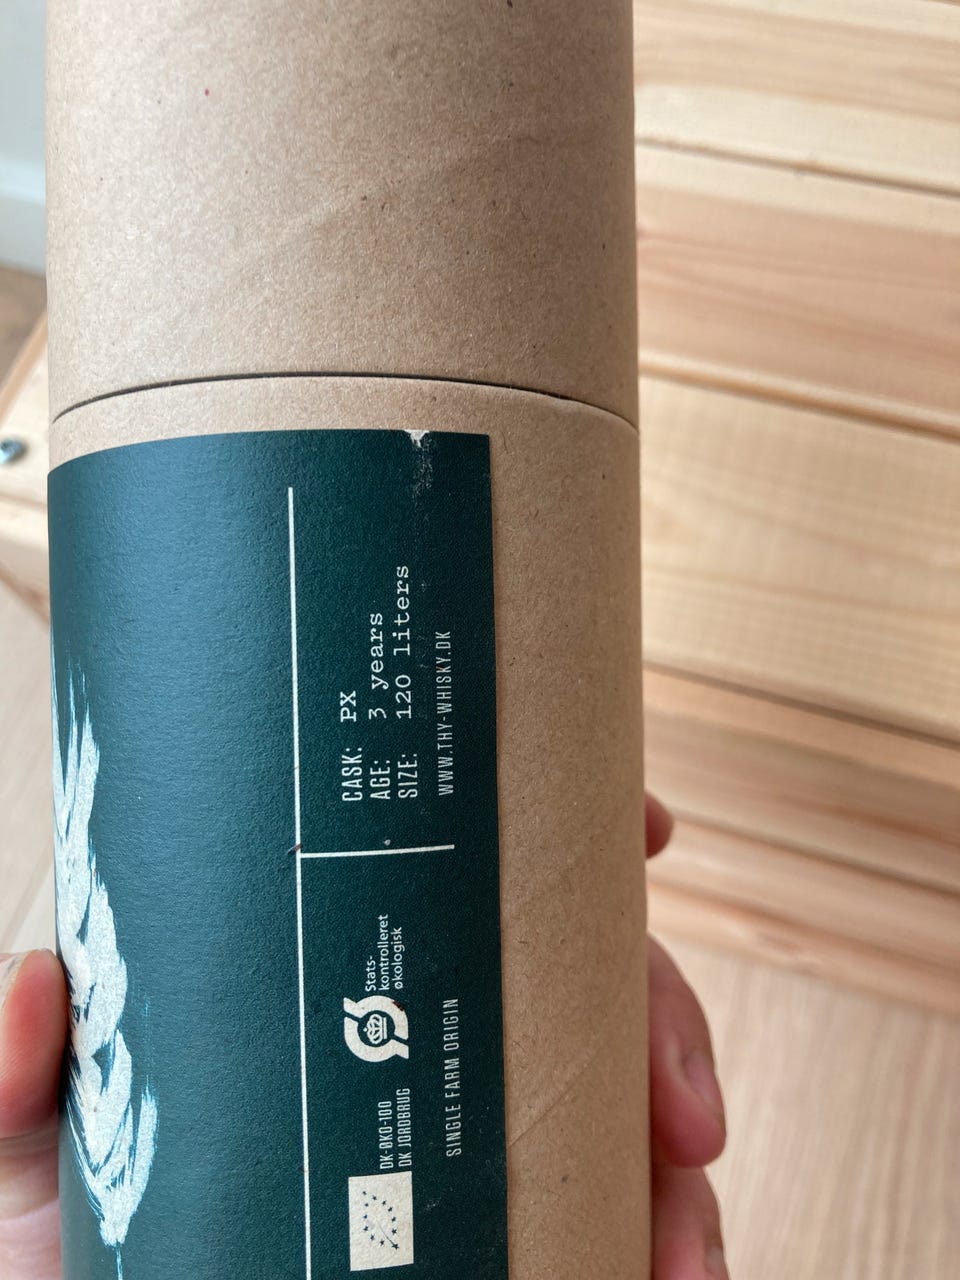 CASK: PX
AGE: 3 years
SIZE: 120 liters
WWW.THY-WHISKY.DK
DK-ØKO-100
DK JORDBRUG
Stats-
kontrolleret
økologisk
SINGLE FARM ORIGIN